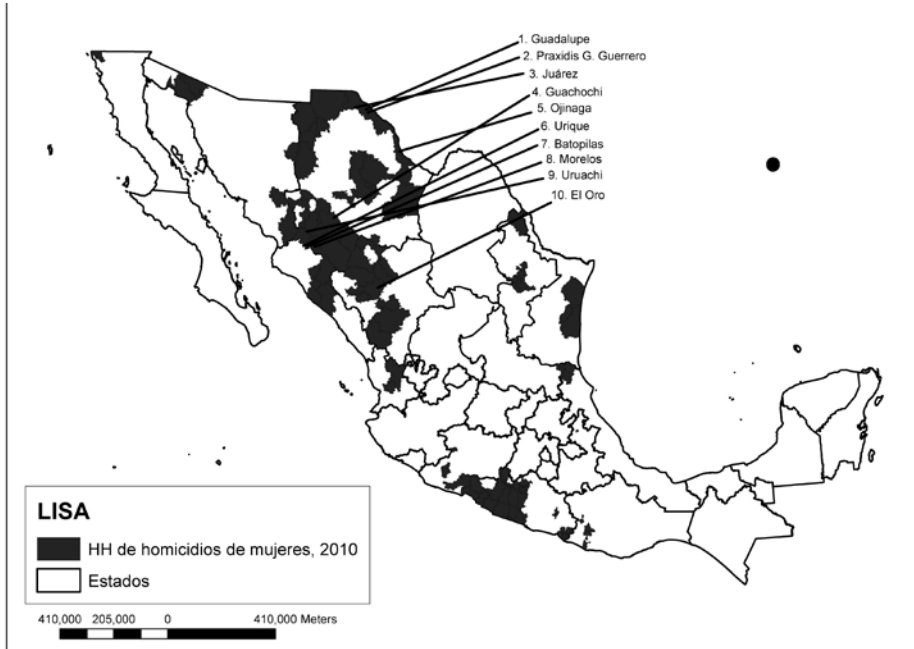 1. Guadalupe
2. Praxidis G. Guerrero
3. Juárez
4. Guachochi
5. Ojinaga
6. Urique
7. Batopilas
8. Morelos
9. Uruachi
10. El Oro
LISA
HH de homicidios de mujeres, 2010
Estados
410,000 205,000 0 410,000 Meters